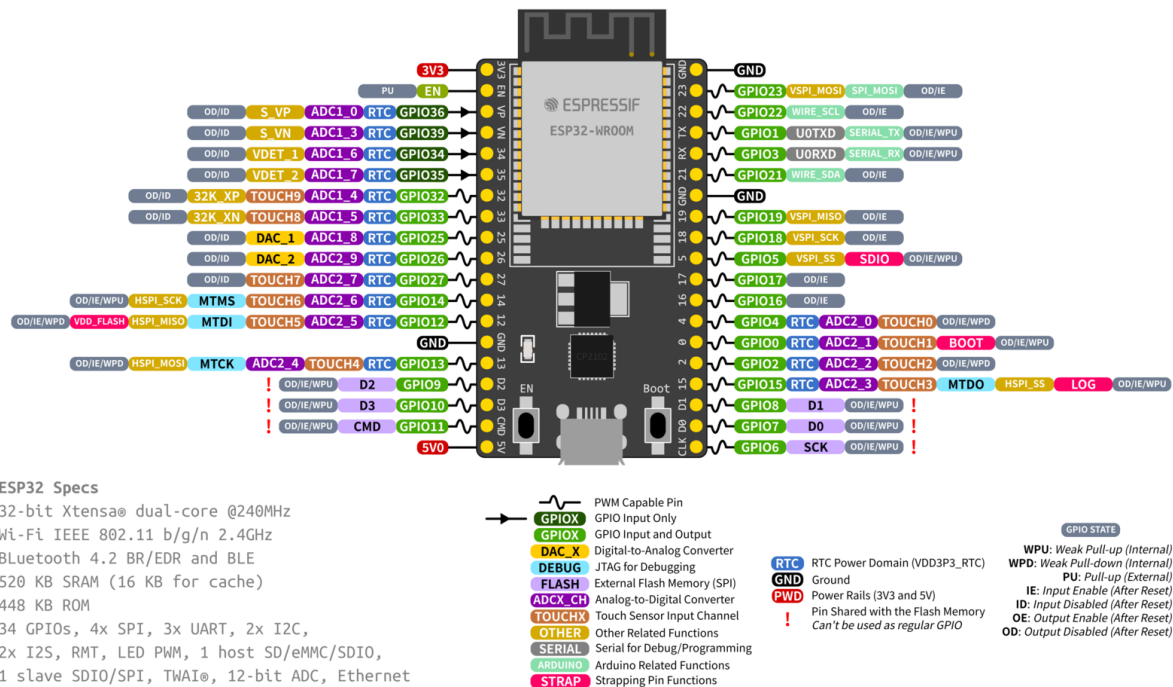 3V3 3V3 GND GND
PU EN EN 23 GPIO23 VSPI_MOSI SPI_MOSI OD/IE
OD/ID S_VP ADC1_0 RTC GPIO36 VP 22 GPIO22 WIRE_SCL OD/IE
OD/ID S_VN ADC1_3 RTC GPIO39 VN TX GPIO1 U0TXD SERIAL_TX OD/IE/WPU
OD/ID VDET_1 ADC1_6 RTC GPIO34 34 RX GPIO3 U0RXD SERIAL_RX OD/IE/WPU
OD/ID VDET_2 ADC1_7 RTC GPIO35 35 21 GPIO21 WIRE_SDA OD/IE
OD/ID 32K_XP TOUCH9 ADC1_4 RTC GPIO32 32 GND GND
OD/ID 32K_XN TOUCH8 ADC1_5 RTC GPIO33 33 19 GPIO19 VSPI_MISO OD/IE
OD/ID DAC_1 ADC1_8 RTC GPIO25 25 18 GPIO18 VSPI_SCK OD/IE
OD/ID DAC_2 ADC2_9 RTC GPIO26 26 5 GPIO5 VSPI_SS SDIO OD/IE/WPU
OD/ID TOUCH7 ADC2_7 RTC GPIO27 27 17 GPIO17 OD/IE
OD/IE/WPU HSPI_SCK MTMS TOUCH6 ADC2_6 RTC GPIO14 14 16 GPIO16 OD/IE
OD/IE/WPD VDD_FLASH HSPI_MISO MTDI TOUCH5 ADC2_5 RTC GPIO12 12 4 GPIO4 RTC ADC2_0 TOUCH0 OD/IE/WPD
GND GND 0 GPIO0 RTC ADC2_1 TOUCH1 BOOT OD/IE/WPU
OD/IE/WPD HSPI_MOSI MTCK ADC2_4 TOUCH4 RTC GPIO13 13 2 GPIO2 RTC ADC2_2 TOUCH2 OD/IE/WPD
! OD/IE/WPU D2 GPIO9 D2 15 GPIO15 RTC ADC2_3 TOUCH3 MTDO HSPI_SS LOG OD/IE/WPU
! OD/IE/WPU D3 GPIO10 D3 D1 GPIO8 D1 OD/IE/WPU !
! OD/IE/WPU CMD GPIO11 CMD D0 GPIO7 D0 OD/IE/WPU !
5V0 5V CLK GPIO6 SCK OD/IE/WPU !
ESPRESSIF
ESP32-WROOM
CP2102
EN Boot
ESP32 Specs
32-bit Xtensa® dual-core @240MHz
Wi-Fi IEEE 802.11 b/g/n 2.4GHz
BLuetooth 4.2 BR/EDR and BLE
520 KB SRAM (16 KB for cache)
448 KB ROM
34 GPIOs, 4x SPI, 3x UART, 2x I2C,
2x I2S, RMT, LED PWM, 1 host SD/eMMC/SDIO,
1 slave SDIO/SPI, TWAI®, 12-bit ADC, Ethernet
PWM Capable Pin
GPIOX GPIO Input Only
GPIOX GPIO Input and Output
DAC_X Digital-to-Analog Converter
DEBUG JTAG for Debugging
FLASH External Flash Memory (SPI)
ADCX_CH Analog-to-Digital Converter
TOUCHX Touch Sensor Input Channel
OTHER Other Related Functions
SERIAL Serial for Debug/Programming
ARDUINO Arduino Related Functions
STRAP Strapping Pin Functions
RTC RTC Power Domain (VDD3P3_RTC)
GND Ground
PWD Power Rails (3V3 and 5V)
! Pin Shared with the Flash Memory
Can't be used as regular GPIO
GPIO STATE
WPU: Weak Pull-up (Internal)
WPD: Weak Pull-down (Internal)
PU: Pull-up (External)
IE: Input Enable (After Reset)
ID: Input Disabled (After Reset)
OE: Output Enable (After Reset)
OD: Output Disabled (After Reset)